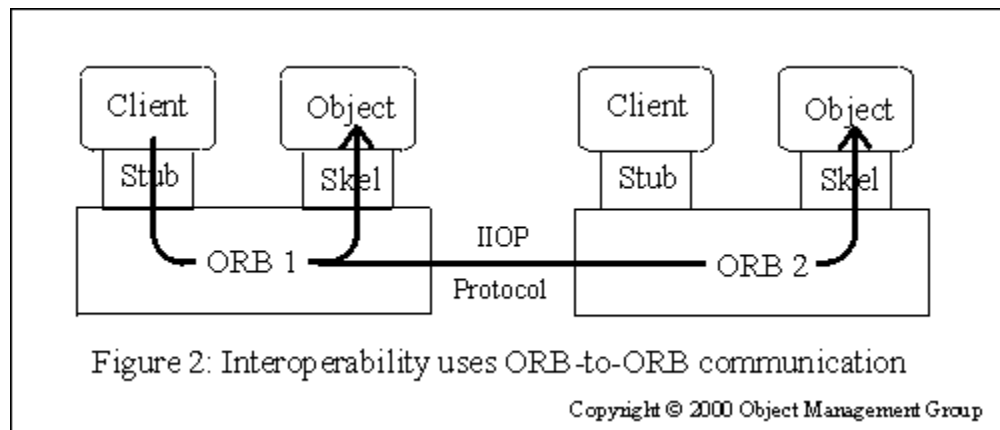 Client Object Client Object
Stub Skel Stub Skel
IIOP
ORB 1 ORB 2
Protocol
Figure 2: Interoperability uses ORB-to-ORB communication
Copyright © 2000 Object Management Group